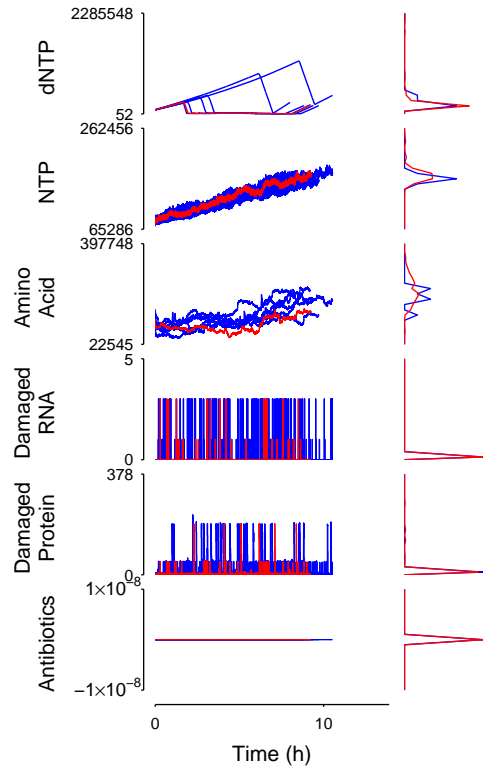 2285548
dNTP
52
262456
NTP
65286
397748
Amino
Acid
22545
5
Damaged
RNA
0
378
Damaged
Protein
0
1×10⁻⁸
Antibiotics
−1×10⁻⁸
0 10
Time (h)